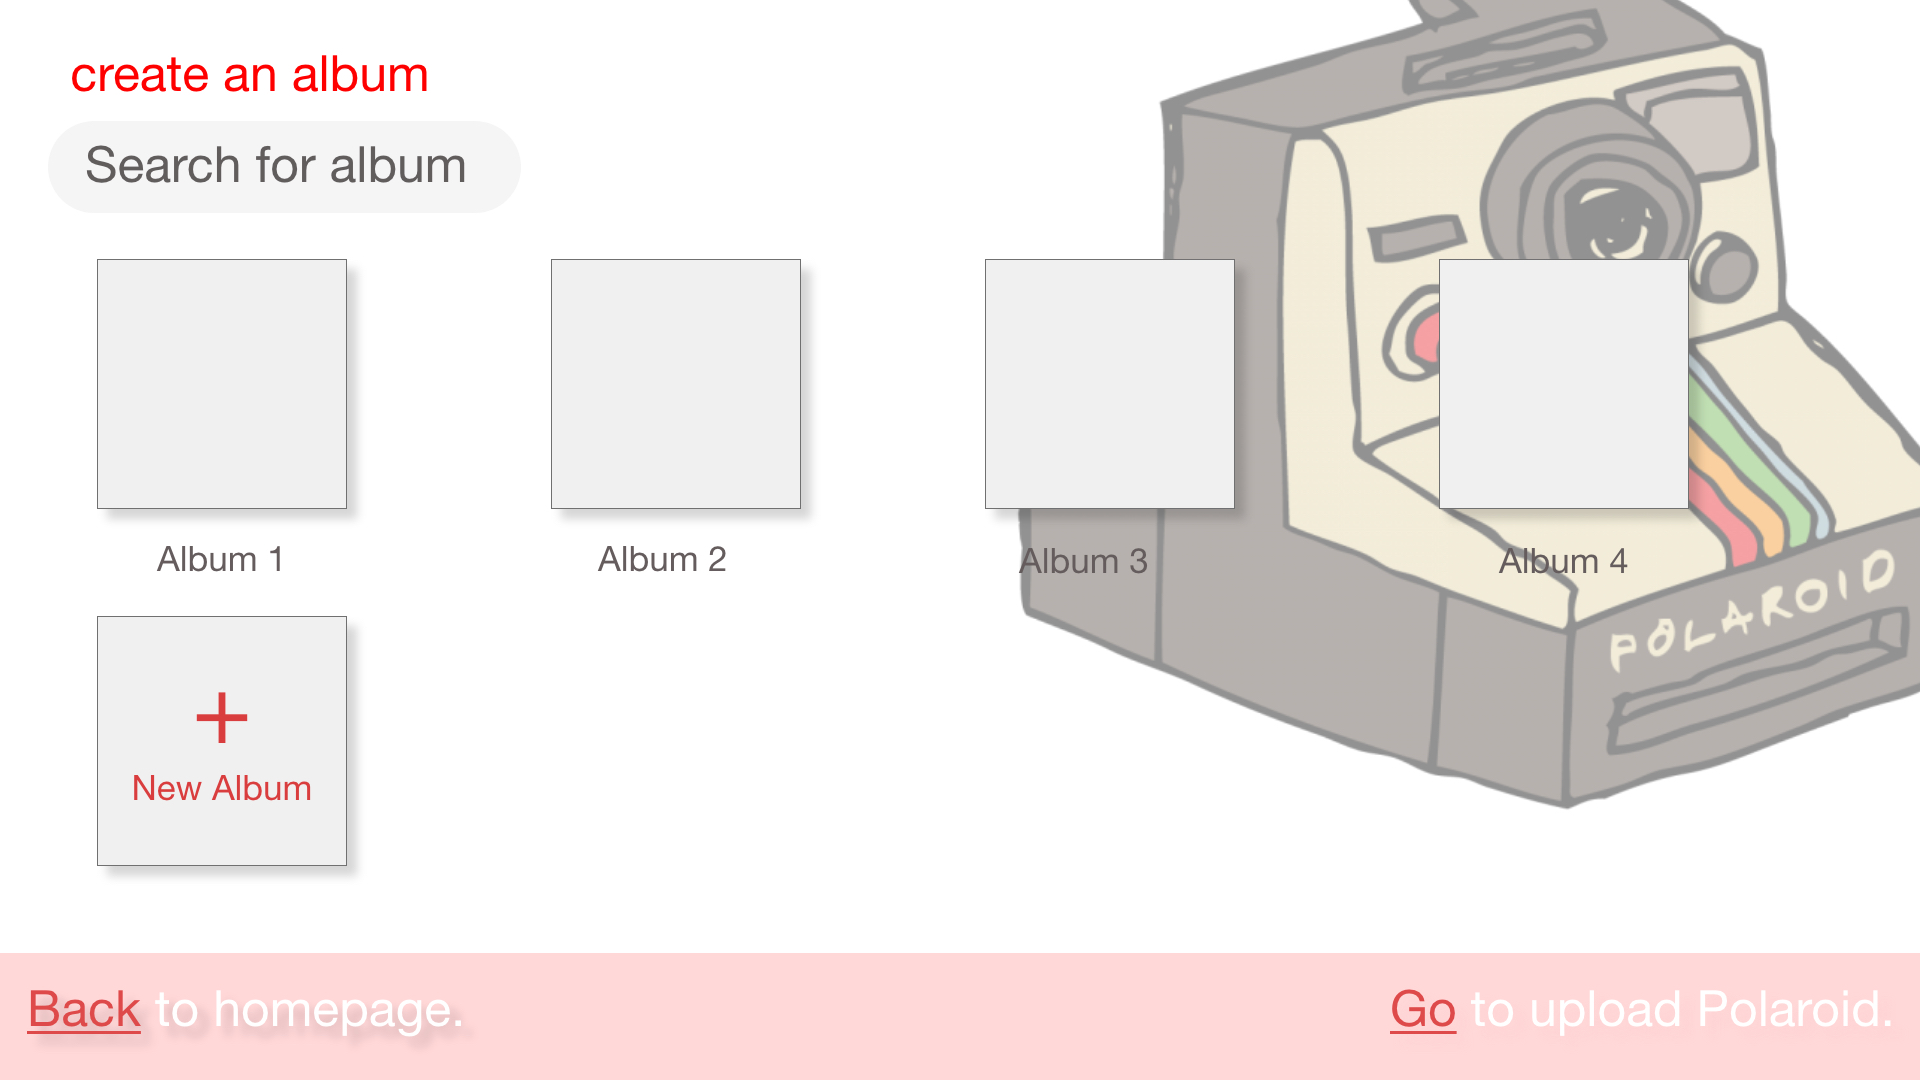 create an album
Search for album
Album 1
Album 2
Album 3
Album 4
POLAROID
+
New Album
Back to homepage.
Go to upload Polaroid.